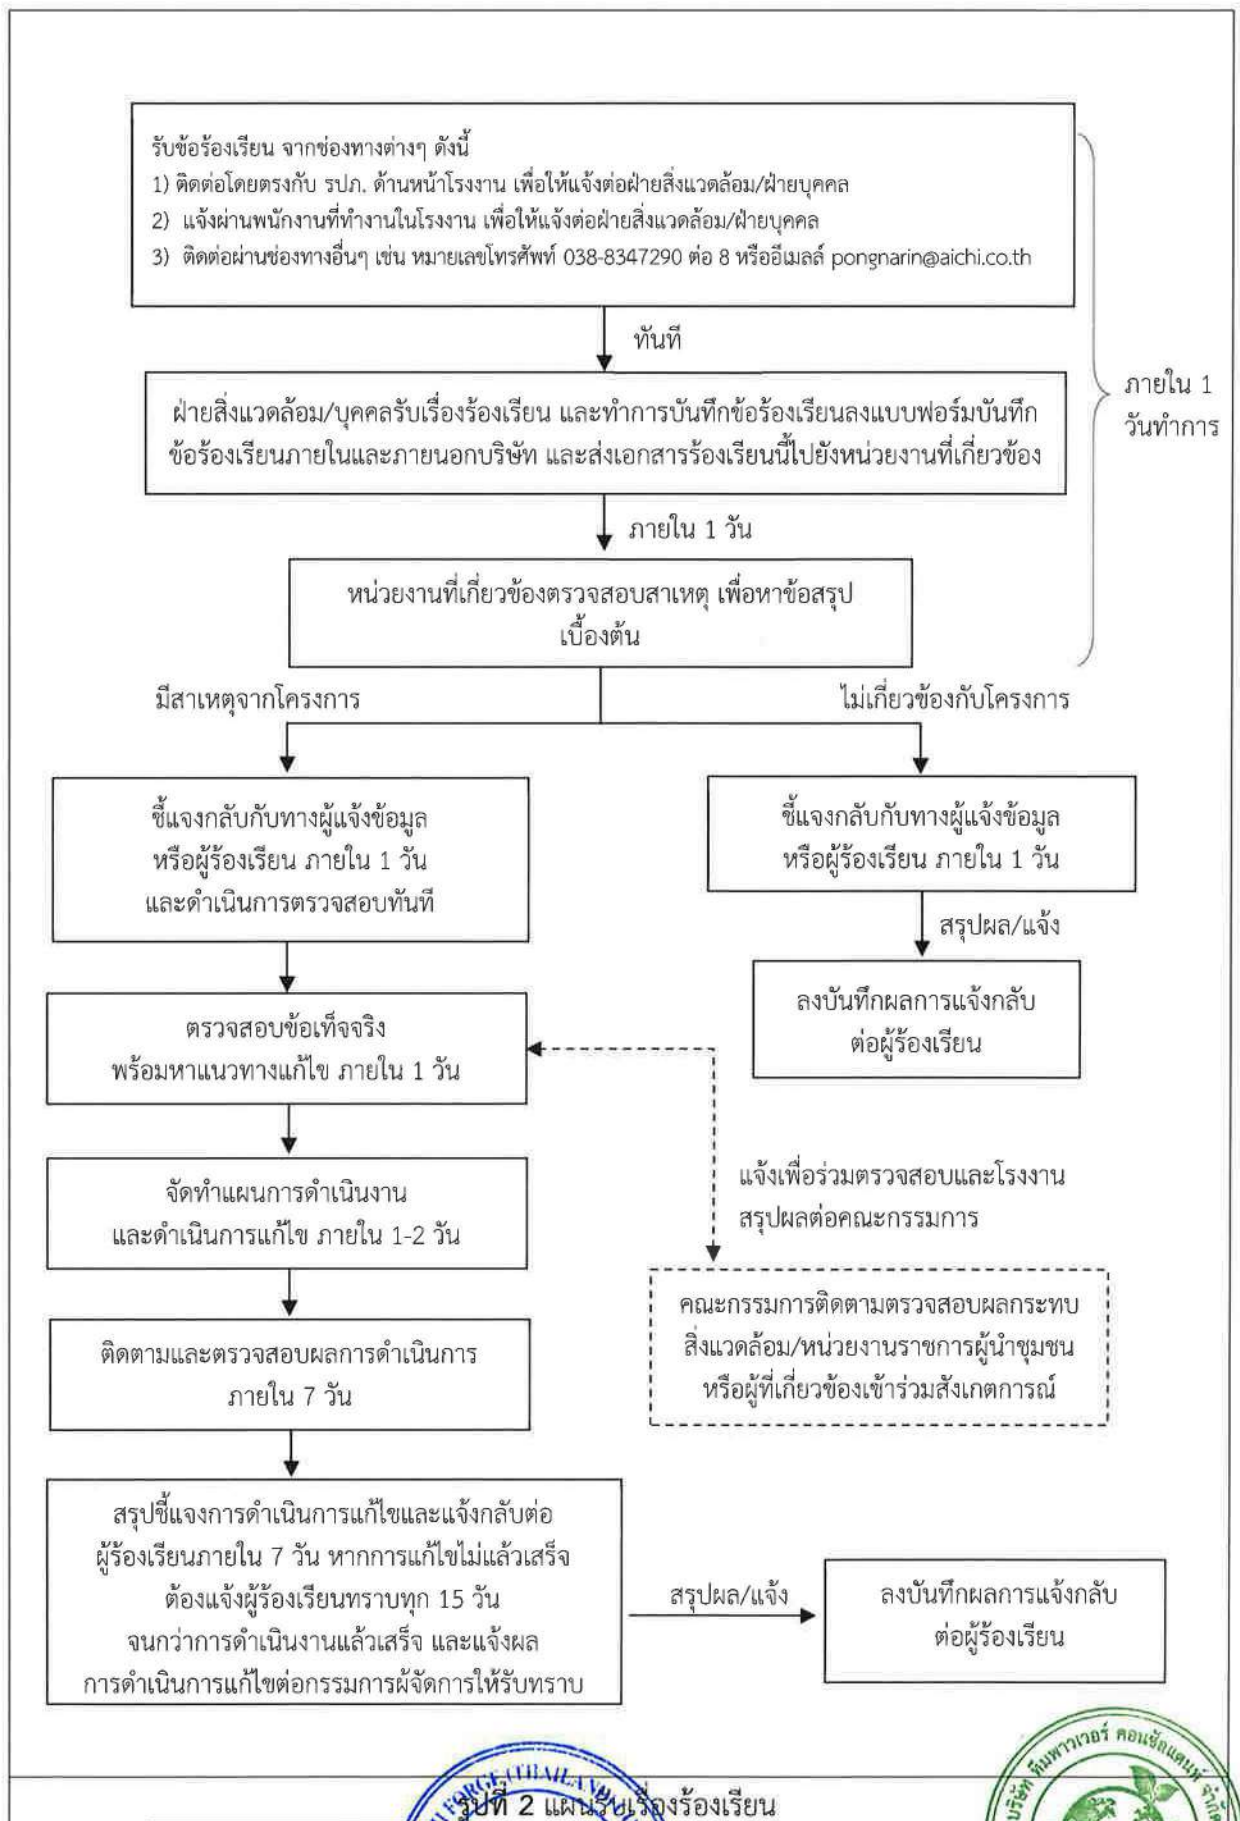 รับข้อร้องเรียน จากช่องทางต่างๆ ดังนี้
1) ติดต่อโดยตรงกับ รปภ. ด้านหน้าโรงงาน เพื่อให้แจ้งต่อฝ่ายสิ่งแวดล้อม/ฝ่ายบุคคล
2) แจ้งผ่านพนักงานที่ทำงานในโรงงาน เพื่อให้แจ้งต่อฝ่ายสิ่งแวดล้อม/ฝ่ายบุคคล
3) ติดต่อผ่านช่องทางอื่นๆ เช่น หมายเลขโทรศัพท์ 038-8347290 ต่อ 8 หรืออีเมลล์ pongnarin@aichi.co.th
ทันที
ภายใน 1
วันทำการ
ฝ่ายสิ่งแวดล้อม/บุคคลรับเรื่องร้องเรียน และทำการบันทึกข้อร้องเรียนลงแบบฟอร์มบันทึก
ข้อร้องเรียนภายในและภายนอกบริษัท และส่งเอกสารร้องเรียนนี้ไปยังหน่วยงานที่เกี่ยวข้อง
ภายใน 1 วัน
หน่วยงานที่เกี่ยวข้องตรวจสอบสาเหตุ เพื่อหาข้อสรุป
เบื้องต้น
มีสาเหตุจากโครงการ
ไม่เกี่ยวข้องกับโครงการ
ชี้แจงกลับกับทางผู้แจ้งข้อมูล
หรือผู้ร้องเรียน ภายใน 1 วัน
และดำเนินการตรวจสอบทันที
ชี้แจงกลับกับทางผู้แจ้งข้อมูล
หรือผู้ร้องเรียน ภายใน 1 วัน
สรุปผล/แจ้ง
ลงบันทึกผลการแจ้งกลับ
ต่อผู้ร้องเรียน
ตรวจสอบข้อเท็จจริง
พร้อมหาแนวทางแก้ไข ภายใน 1 วัน
แจ้งเพื่อร่วมตรวจสอบและโรงงาน
สรุปผลต่อคณะกรรมการ
จัดทำแผนการดำเนินงาน
และดำเนินการแก้ไข ภายใน 1-2 วัน
คณะกรรมการติดตามตรวจสอบผลกระทบ
สิ่งแวดล้อม/หน่วยงานราชการผู้นำชุมชน
หรือผู้ที่เกี่ยวข้องเข้าร่วมสังเกตการณ์
ติดตามและตรวจสอบผลการดำเนินการ
ภายใน 7 วัน
สรุปชี้แจงการดำเนินการแก้ไขและแจ้งกลับต่อ
ผู้ร้องเรียนภายใน 7 วัน หากการแก้ไขไม่แล้วเสร็จ
ต้องแจ้งผู้ร้องเรียนทราบทุก 15 วัน
จนกว่าการดำเนินงานแล้วเสร็จ และแจ้งผล
การดำเนินการแก้ไขต่อกรรมการผู้จัดการให้รับทราบ
สรุปผล/แจ้ง
ลงบันทึกผลการแจ้งกลับ
ต่อผู้ร้องเรียน
รูปที่ 2 แผนรับเรื่องร้องเรียน
FORGE (THAILAND)
บริษัท ทีมพาวเวอร์ คอนซัลแตนท์ จำกัด